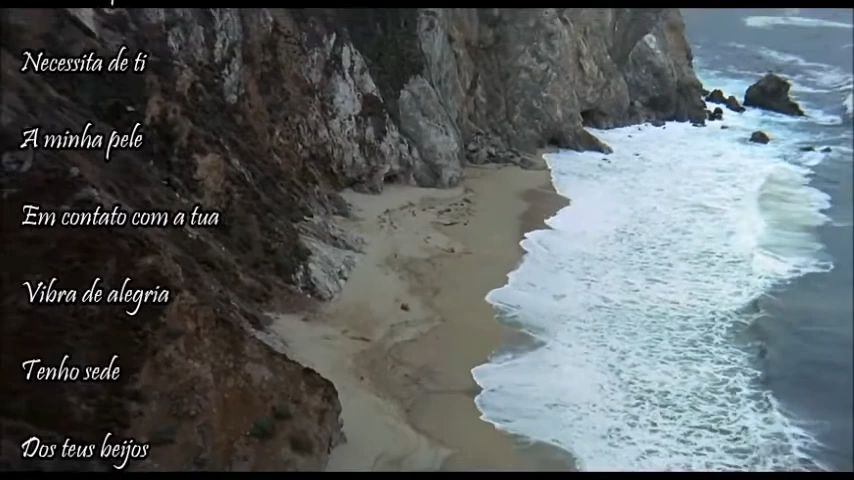 Necessita de ti
A minha pele
Em contato com a tua
Vibra de alegria
Tenho sede
Dos teus beijos